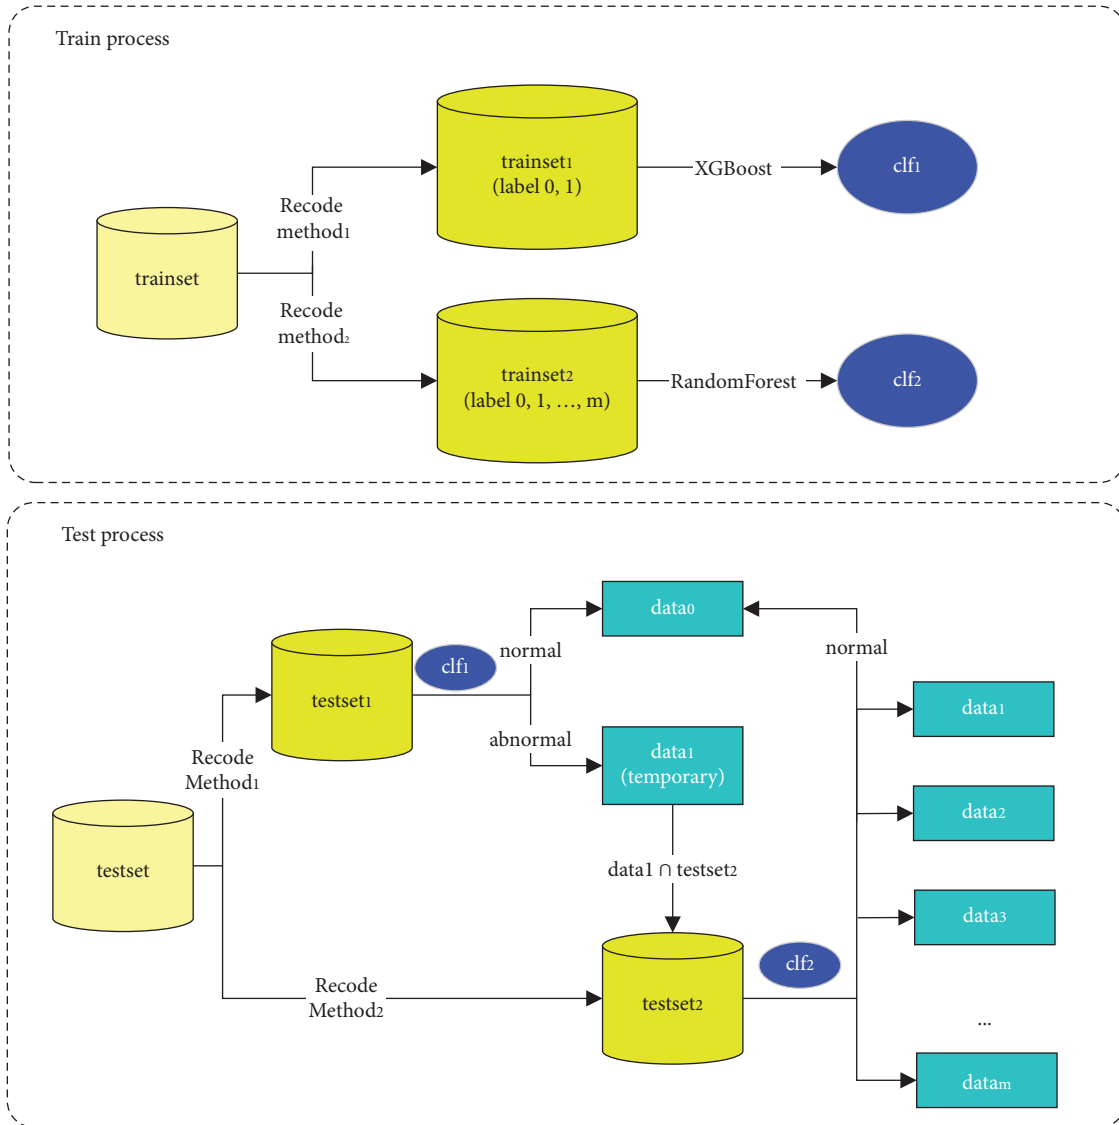 Train process
trainset
Recode
method1
Recode
method2
trainset1
(label 0, 1)
XGBoost
clf1
trainset2
(label 0, 1, ..., m)
RandomForest
clf2
Test process
testset
Recode
Method1
testset1
clf1
normal
abnormal
data0
data1
(temporary)
data1 ∩ testset2
Recode
Method2
testset2
clf2
normal
data1
data2
data3
...
datam